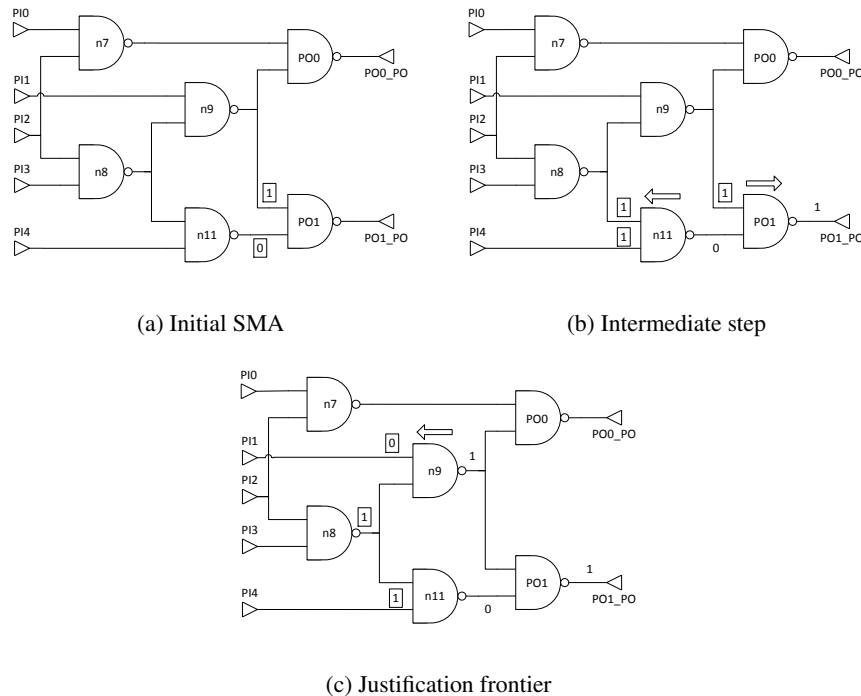 PI0
n7
PO0
PO0_PO
PI1
n9
PI2
PI3
n8
1
PO1
PI4
n11
0
PO1_PO
(a) Initial SMA
PI0
n7
PO0
PO0_PO
PI1
n9
PI2
PI3
n8
1
1
1
PO1
PI4
1
n11
0
PO1_PO
(b) Intermediate step
PI0
n7
PO0
PO0_PO
PI1
0
n9
1
PI2
PI3
n8
1
PO1
1
PI4
1
n11
0
PO1_PO
(c) Justification frontier